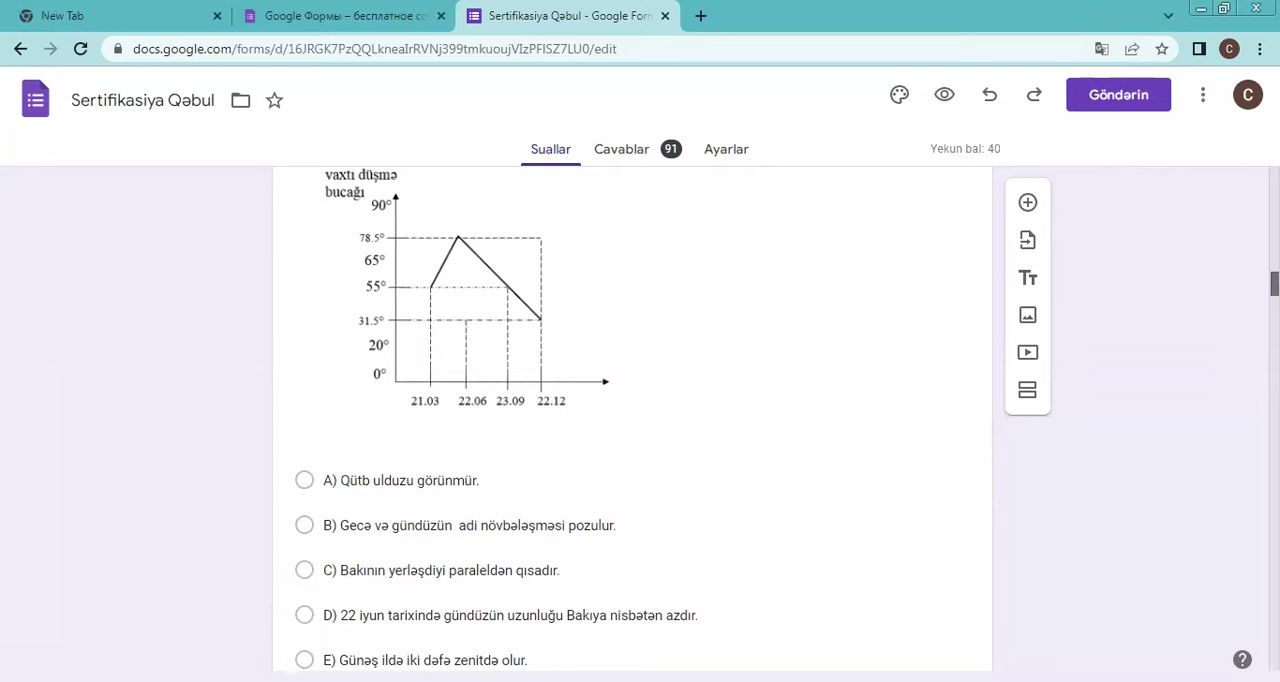 New Tab
Google Формы – бесплатное со
Sertifikasiya Qəbul - Google Form
docs.google.com/forms/d/16JRGK7PzQQLkneaIrRVNj399tmkuoujVIzPFISZ7LU0/edit
C
Sertifikasiya Qəbul
Göndərin
C
Suallar
Cavablar 91
Ayarlar
Yekun bal: 40
vaxtı düşmə
bucağı
90°
78.5°
65°
55°
31.5°
20°
0°
21.03 22.06 23.09 22.12
A) Qütb ulduzu görünmür.
B) Gecə və gündüzün adi növbələşməsi pozulur.
C) Bakının yerləşdiyi paraleldən qısadır.
D) 22 iyun tarixində gündüzün uzunluğu Bakıya nisbətən azdır.
E) Günəş ildə iki dəfə zenitdə olur.